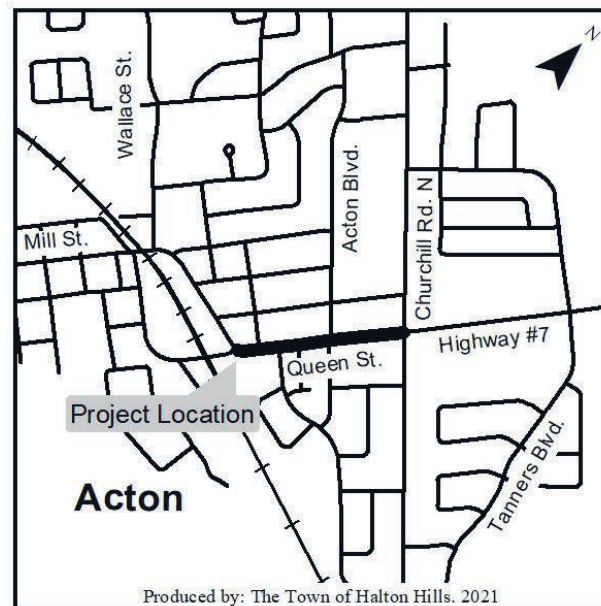 N
Wallace St.
Acton Blvd.
Churchill Rd. N
Mill St.
Highway #7
Queen St.
Project Location
Tanners Blvd.
Acton
Produced by: The Town of Halton Hills. 2021